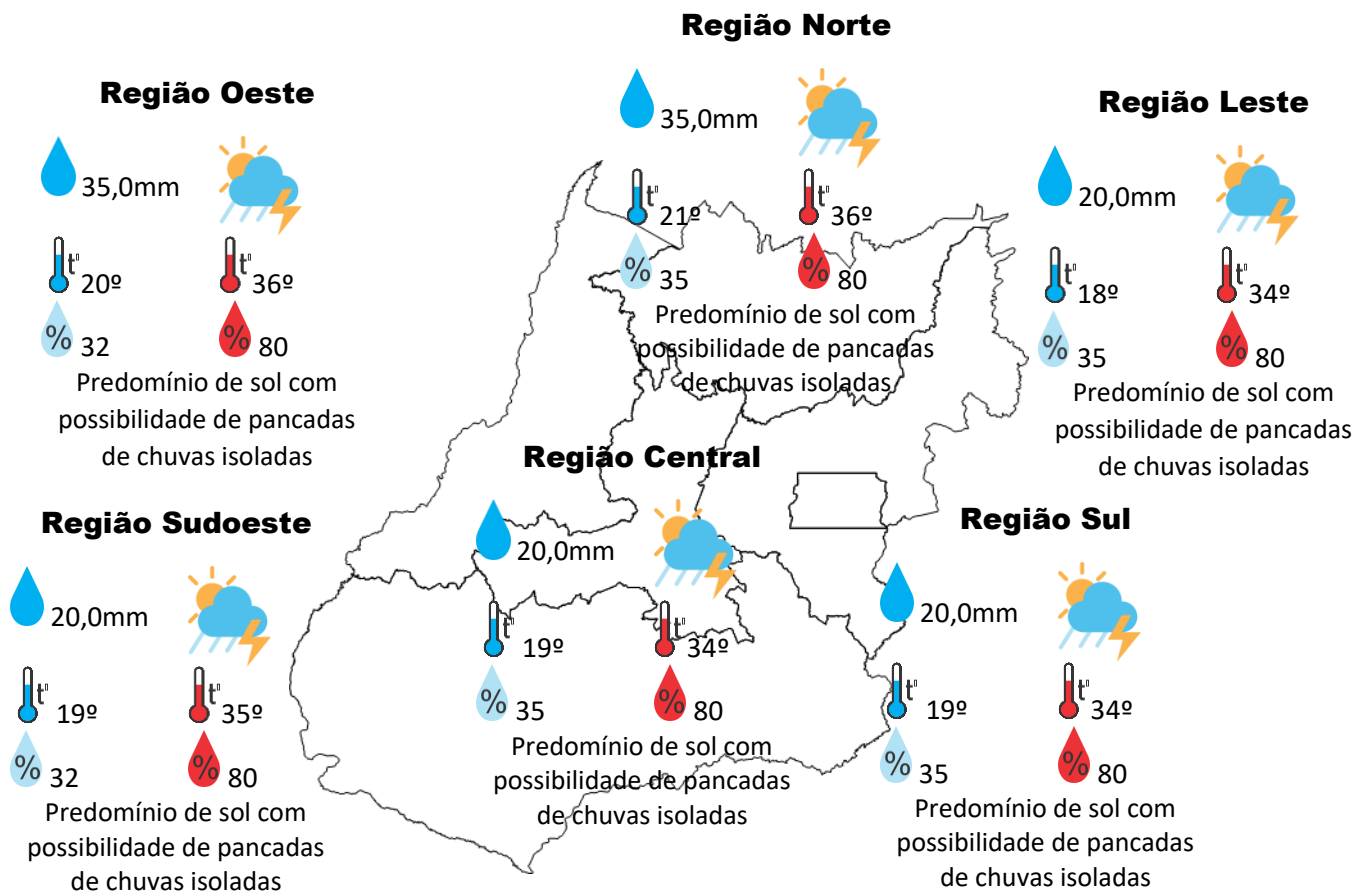 Região Norte
35,0mm
t°
21º
t°
36º
%
35
%
80
Predomínio de sol com
possibilidade de pancadas
de chuvas isoladas
Região Oeste
35,0mm
t°
20º
t°
36º
%
32
%
80
Predomínio de sol com
possibilidade de pancadas
de chuvas isoladas
Região Leste
20,0mm
t°
18º
t°
34º
%
35
%
80
Predomínio de sol com
possibilidade de pancadas
de chuvas isoladas
Região Central
20,0mm
t°
19º
t°
34º
%
35
%
80
Predomínio de sol com
possibilidade de pancadas
de chuvas isoladas
Região Sudoeste
20,0mm
t°
19º
t°
35º
%
32
%
80
Predomínio de sol com
possibilidade de pancadas
de chuvas isoladas
Região Sul
20,0mm
t°
19º
t°
34º
%
35
%
80
Predomínio de sol com
possibilidade de pancadas
de chuvas isoladas